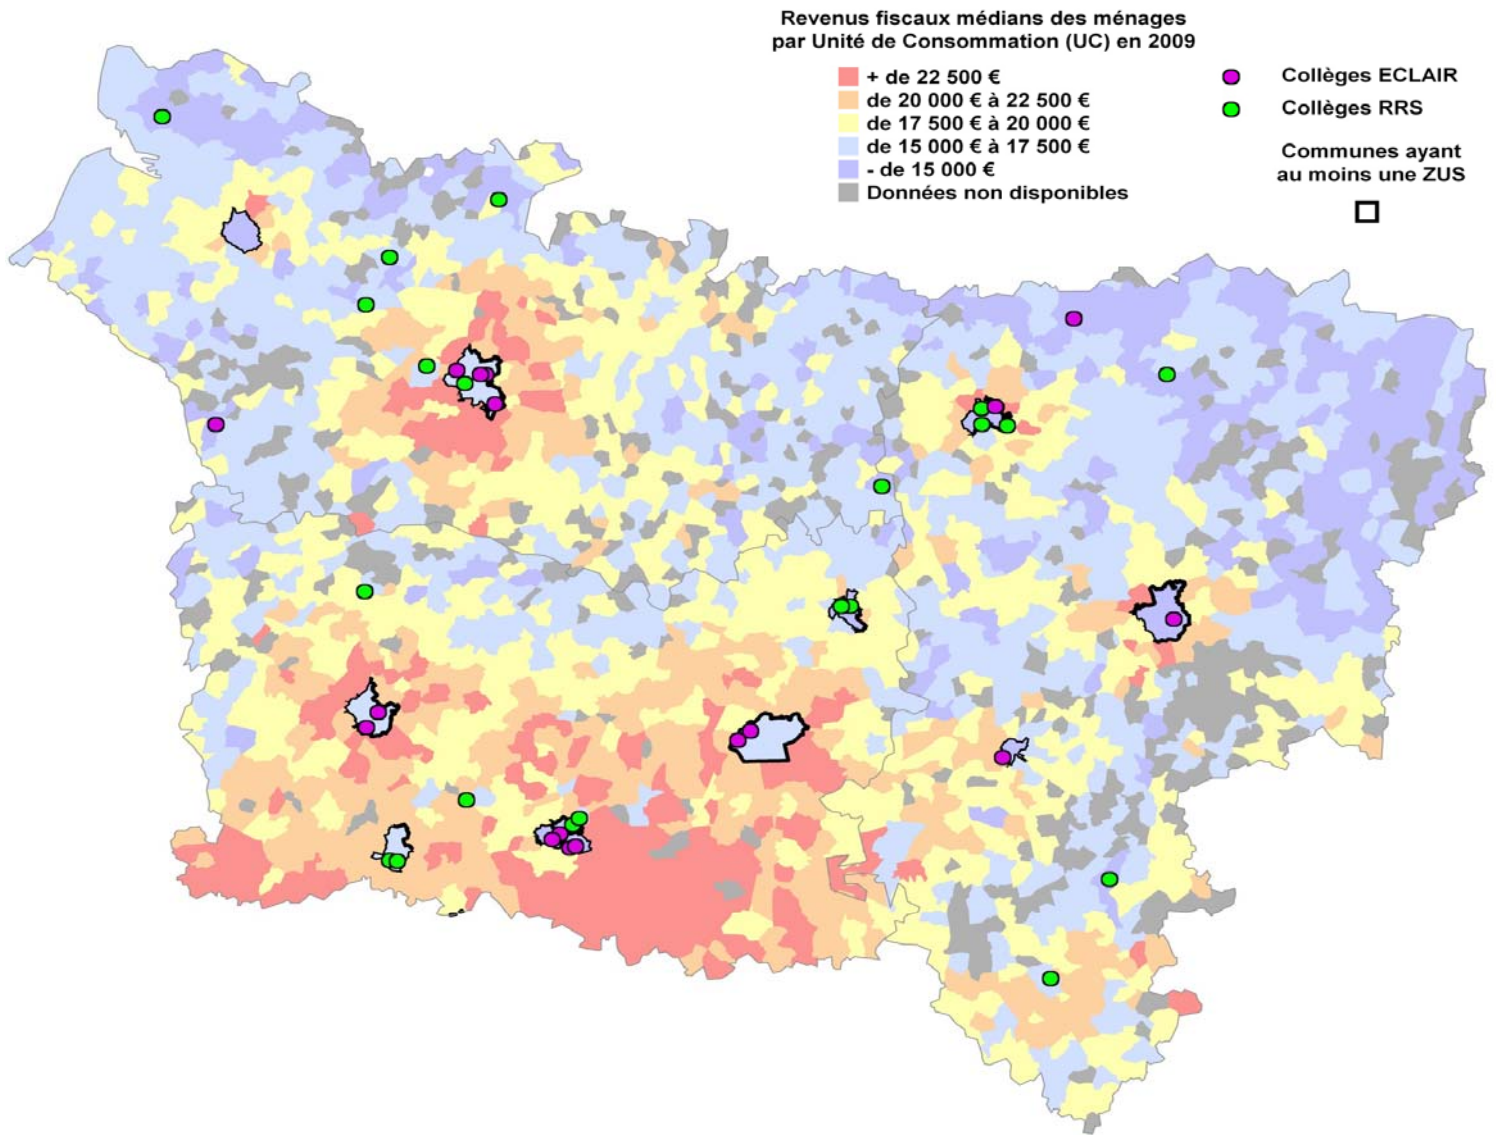 Revenus fiscaux médians des ménages
par Unité de Consommation (UC) en 2009
+ de 22 500 €
de 20 000 € à 22 500 €
de 17 500 € à 20 000 €
de 15 000 € à 17 500 €
- de 15 000 €
Données non disponibles
Collèges ECLAIR
Collèges RRS
Communes ayant
au moins une ZUS